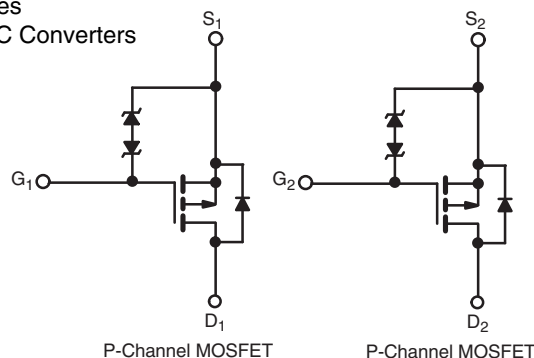 es
C Converters
S1
S2
G1
G2
D1
D2
P-Channel MOSFET
P-Channel MOSFET